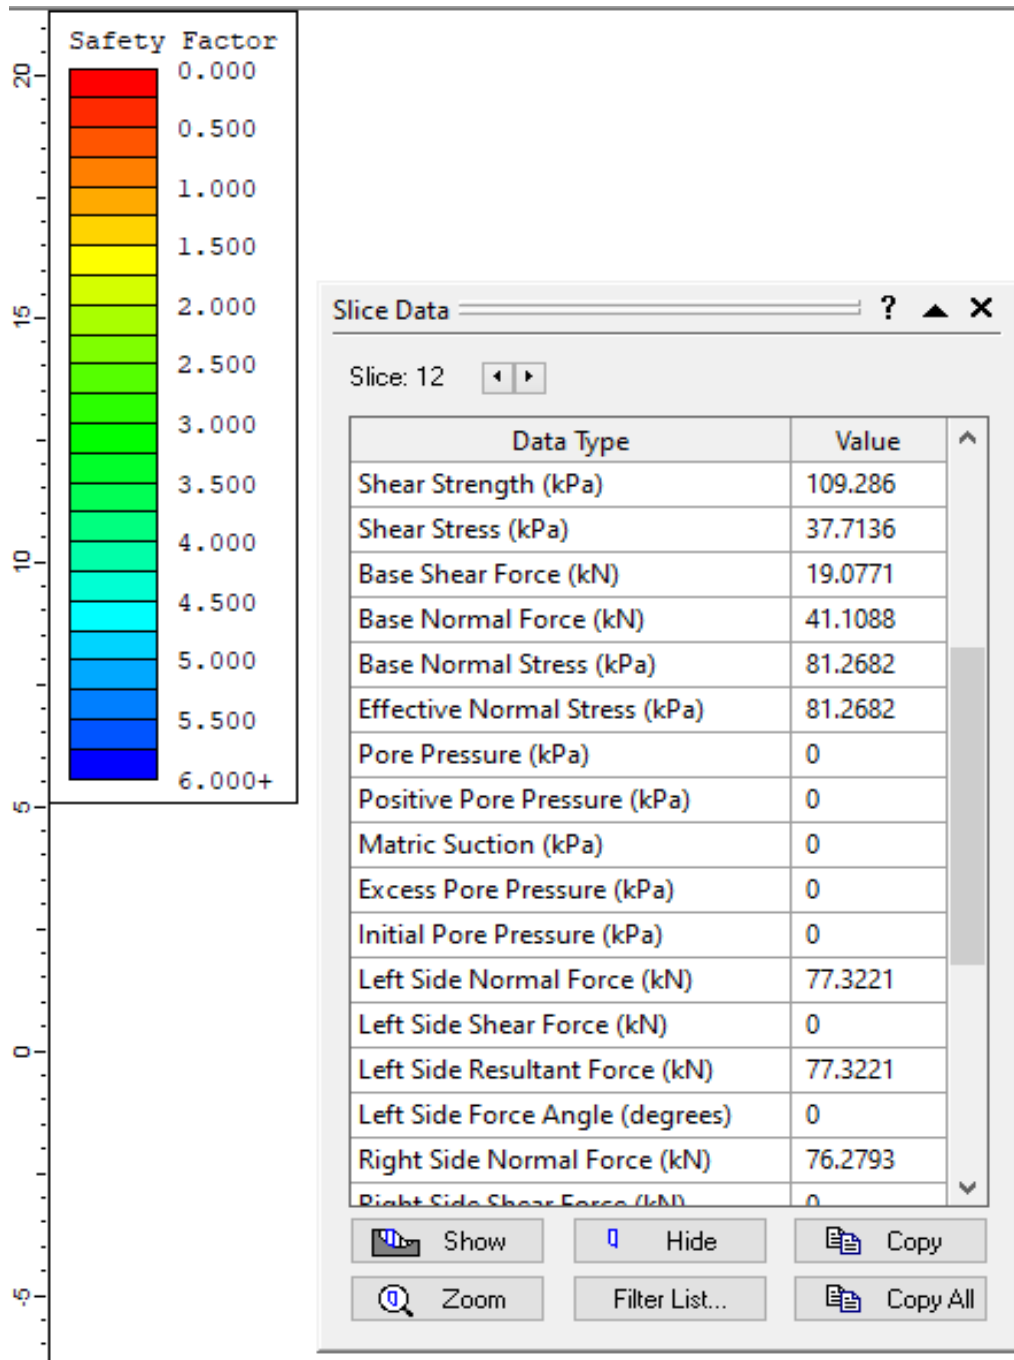 Safety Factor
0.000
0.500
1.000
1.500
2.000
2.500
3.000
3.500
4.000
4.500
5.000
5.500
6.000+
20
15
10
5
0
-5
Slice Data ?
Slice: 12
Data Type Value
Shear Strength (kPa) 109.286
Shear Stress (kPa) 37.7136
Base Shear Force (kN) 19.0771
Base Normal Force (kN) 41.1088
Base Normal Stress (kPa) 81.2682
Effective Normal Stress (kPa) 81.2682
Pore Pressure (kPa) 0
Positive Pore Pressure (kPa) 0
Matric Suction (kPa) 0
Excess Pore Pressure (kPa) 0
Initial Pore Pressure (kPa) 0
Left Side Normal Force (kN) 77.3221
Left Side Shear Force (kN) 0
Left Side Resultant Force (kN) 77.3221
Left Side Force Angle (degrees) 0
Right Side Normal Force (kN) 76.2793
Right Side Shear Force (kN) 0
Show Hide Copy
Zoom Filter List... Copy All